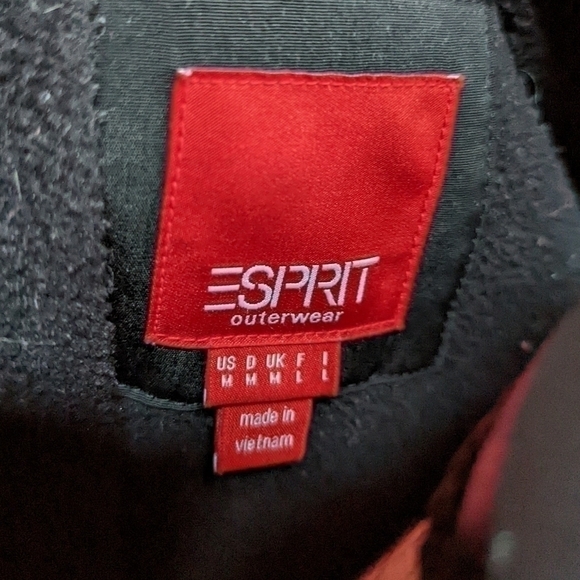 ESPRIT
outerwear
US D UK F I
M M M L L
made in
vietnam